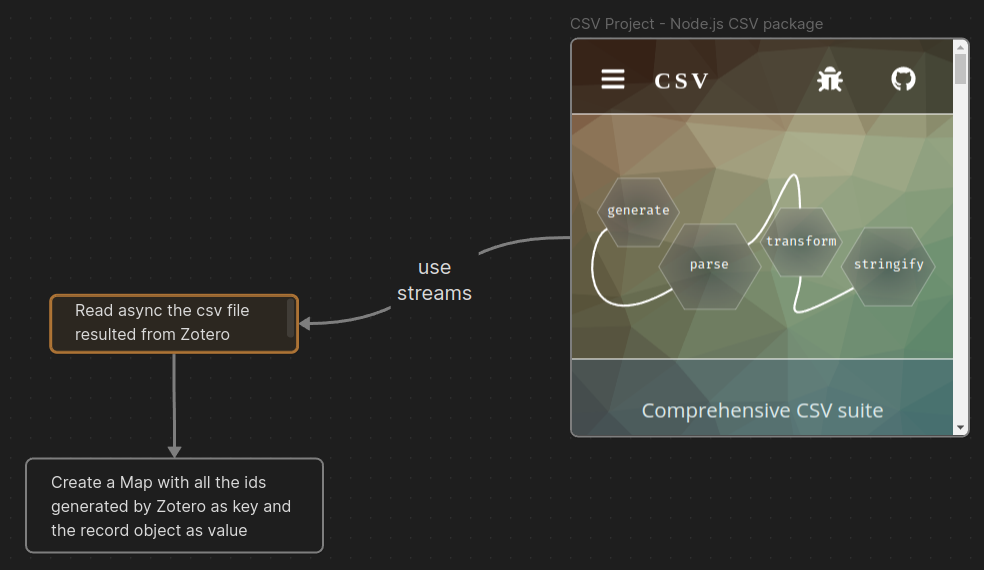 CSV Project - Node.js CSV package
CSV
generate
parse
transform
stringify
Comprehensive CSV suite
use
streams
Read async the csv file
resulted from Zotero
Create a Map with all the ids
generated by Zotero as key and
the record object as value